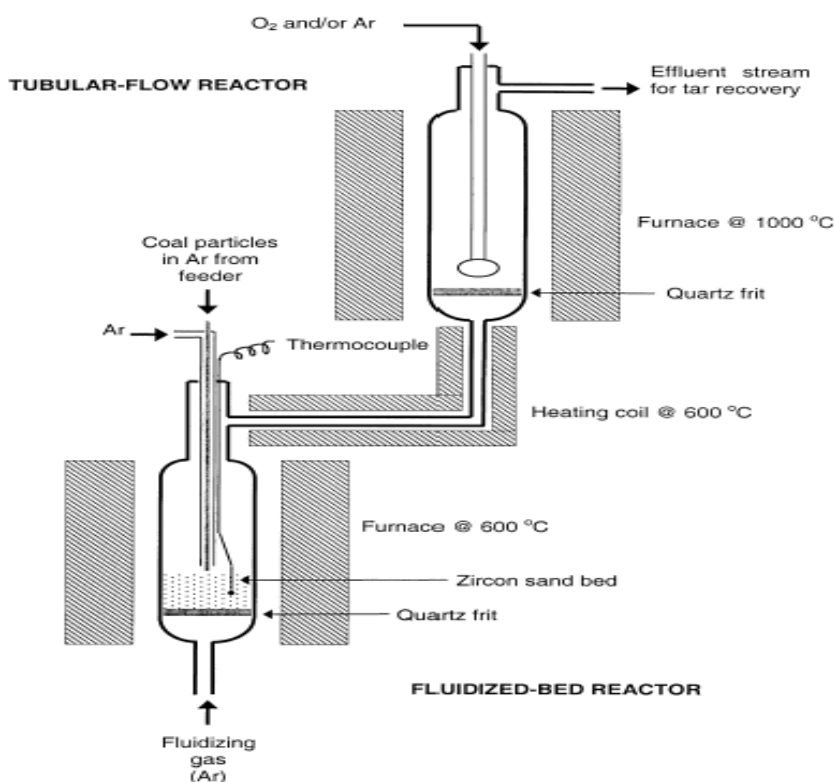 O₂ and/or Ar
TUBULAR-FLOW REACTOR
Effluent stream
for tar recovery
Furnace @ 1000 °C
Coal particles
in Ar from
feeder
Quartz frit
Ar
Thermocouple
Heating coil @ 600 °C
Furnace @ 600 °C
Zircon sand bed
Quartz frit
FLUIDIZED-BED REACTOR
Fluidizing
gas
(Ar)